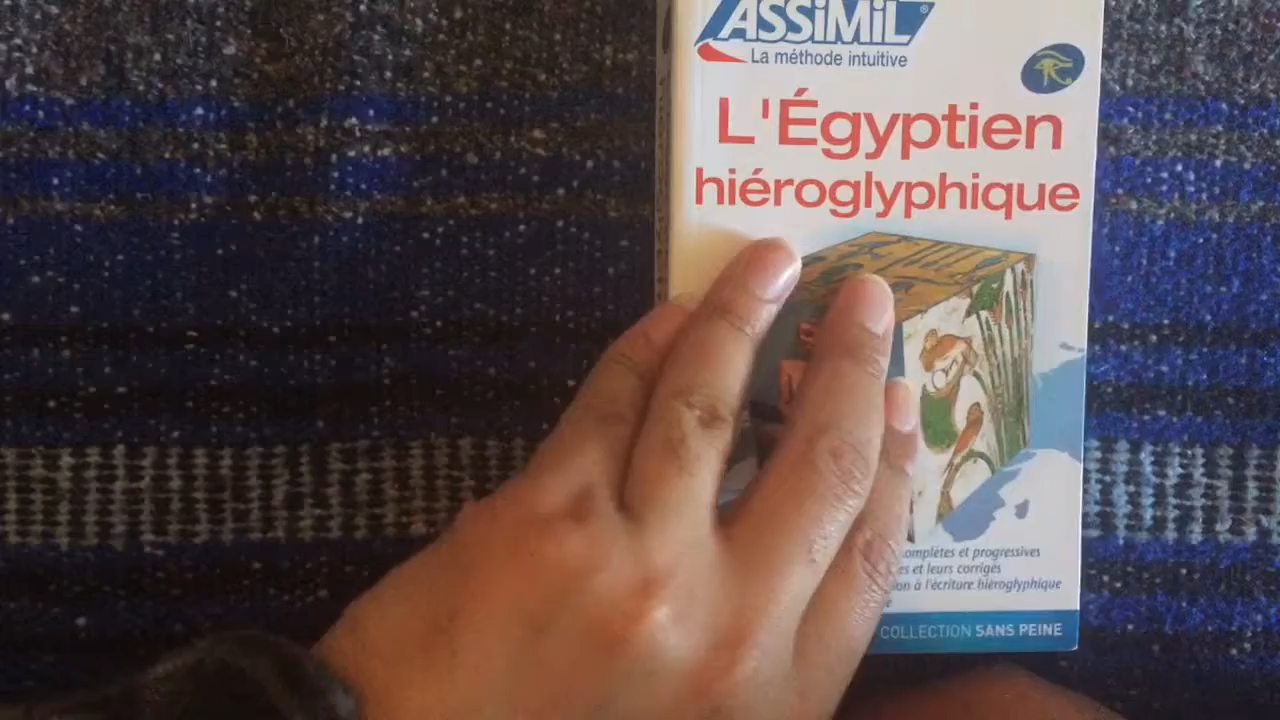 ASSiMiL®
La méthode intuitive
L'Égyptien
hiéroglyphique
complètes et progressives
et leurs corrigés
à l'écriture hiéroglyphique
COLLECTION SANS PEINE